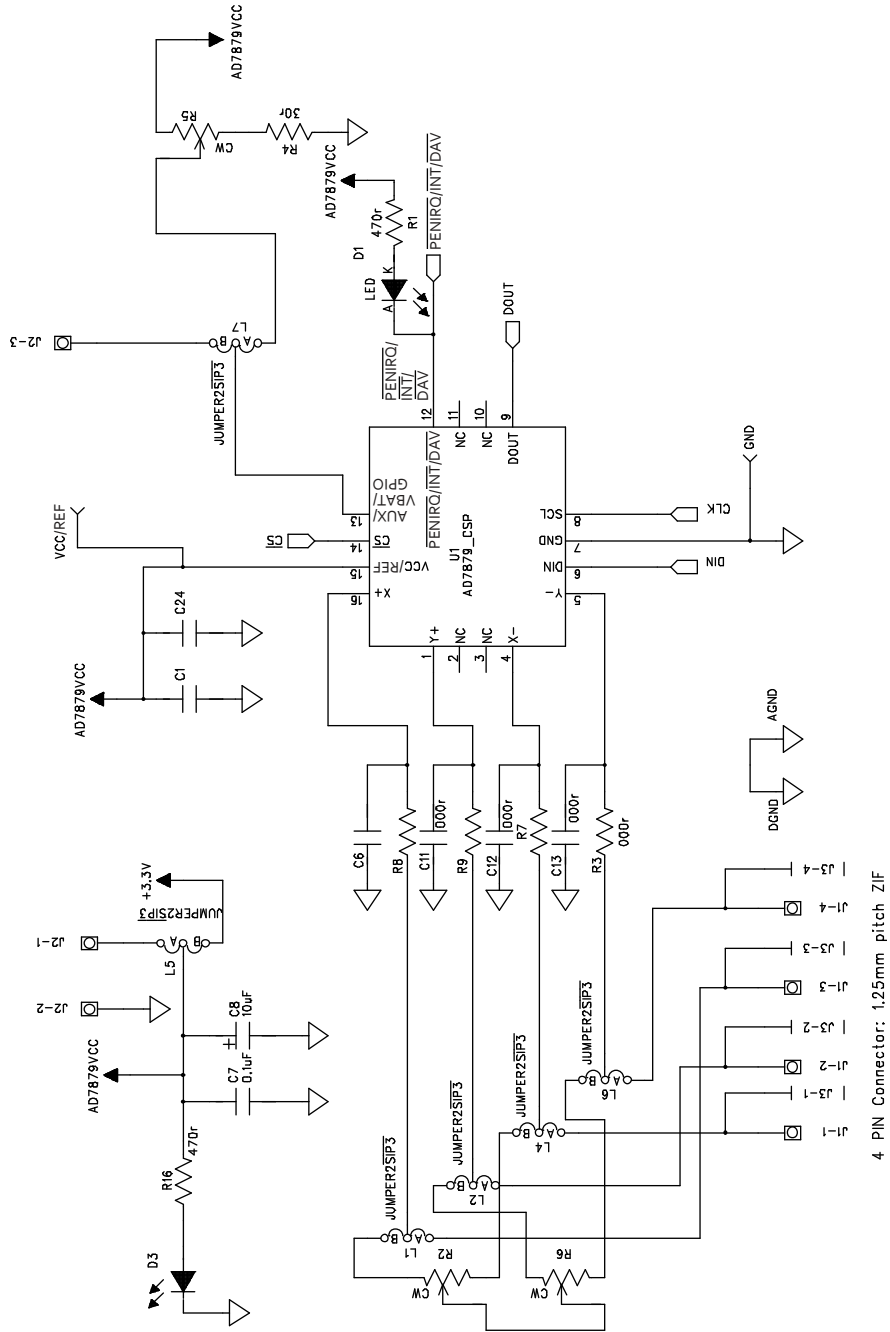 AD7879VCC
R5
CW
30r
R4
AD7879VCC
470r
R1
D1
LED
A
K
PENIRQ/INT/DAV
J2-3
B
A
L7
JUMPER2SIP3
PENIRQ/
INT/
DAV
DOUT
VCC/REF
CS
12
11
10
9
PENIRQ/INT/DAV
NC
NC
DOUT
13
14
15
16
AUX/
VBAT/
GPIO
CS
VCC/REF
X+
U1
AD7879_CSP
SCL
GND
DIN
Y-
8
7
6
5
Y+
NC
NC
X-
1
2
3
4
CLK
GND
DIN
AD7879VCC
C24
C1
C6
R8
C11
000r
R9
C12
000r
R7
C13
000r
R3
000r
AGND
DGND
+3.3V
JUMPER2SIP3
J2-1
A
B
L5
J2-2
AD7879VCC
C8
10uF
+
C7
0.1uF
470r
R16
D3
JUMPER2SIP3
B
A
L1
JUMPER2SIP3
B
A
L2
JUMPER2SIP3
B
A
L4
JUMPER2SIP3
B
A
L6
R2
CW
R6
CW
J3-4
J1-4
J3-3
J1-3
J3-2
J1-2
J3-1
J1-1
4 PIN Connector: 1.25mm pitch ZIF